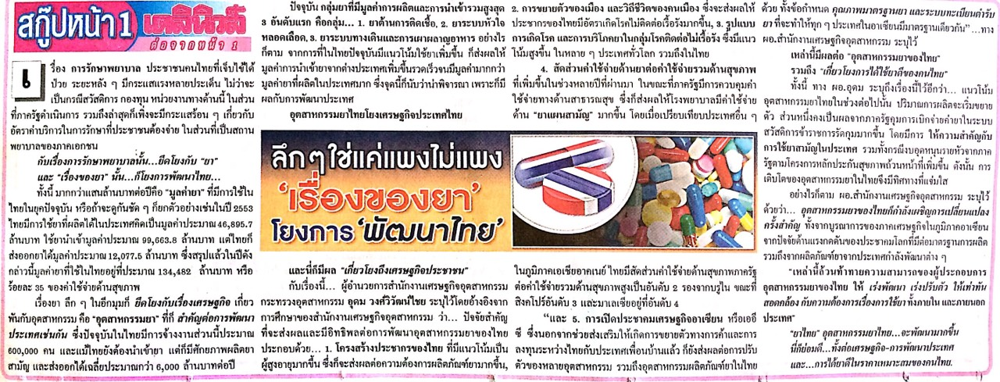 สกู๊ปหน้า 1 เดลินิวส์
ต่อจากหน้า 1
เรื่อง การรักษาพยาบาล ประชาชนคนไทยที่เจ็บไข้ได้
ป่วย ระยะหลัง ๆ มีกระแสแรงหลายประเด็น ไม่ว่าจะ
เป็นกรณีสวัสดิการ กองทุน หน่วยงานทางด้านนี้ ในส่วน
ที่ภาครัฐดำเนินการ รวมถึงล่าสุดก็เพิ่งจะมีกระแสร้อน ๆ เกี่ยวกับ
อัตราค่าบริการในการรักษาที่ประชาชนต้องจ่าย ในส่วนที่เป็นสถาน
พยาบาลของภาคเอกชน
กับเรื่องการรักษาพยาบาลนั้น...ยึดโยงกับ "ยา"
และ "เรื่องของยา" นั้น...ก็โยงการพัฒนาไทย...
ทั้งนี้ มากกว่าแสนล้านบาทต่อปีคือ "มูลค่ายา" ที่มีการใช้ใน
ไทยในยุคปัจจุบัน หรือถ้าจะดูกันชัด ๆ ก็ยกตัวอย่างเช่นในปี 2553
ไทยมีการใช้ยาที่ผลิตได้ในประเทศคิดเป็นมูลค่าประมาณ 46,895.7
ล้านบาท ใช้ยานำเข้ามูลค่าประมาณ 99,663.8 ล้านบาท แต่ไทยก็
ส่งออกยาได้มูลค่าประมาณ 12,077.5 ล้านบาท ซึ่งสรุปแล้วในปีดัง
กล่าวนี้มูลค่ายาที่ใช้ในไทยอยู่ที่ประมาณ 134,482 ล้านบาท หรือ
ร้อยละ 35 ของค่าใช้จ่ายด้านสุขภาพ
เรื่องยา ลึก ๆ ในอีกมุมก็ ยึดโยงกับเรื่องเศรษฐกิจ เกี่ยว
พันกับอุตสาหกรรม คือ "อุตสาหกรรมยา" ที่ก็ สำคัญต่อการพัฒนา
ประเทศเช่นกัน ซึ่งปัจจุบันในไทยมีการจ้างงานส่วนนี้ประมาณ
600,000 คน และแม้ไทยยังต้องนำเข้ายา แต่ก็มีศักยภาพผลิตยา
สามัญ และส่งออกได้เฉลี่ยประมาณกว่า 6,000 ล้านบาทต่อปี
ปัจจุบัน กลุ่มยาที่มีมูลค่าการผลิตและการนำเข้ารวมสูงสุด
3 อันดับแรก คือกลุ่ม... 1. ยาต้านการติดเชื้อ, 2. ยาระบบหัวใจ
หลอดเลือด, 3. ยาระบบทางเดินและการเผาผลาญอาหาร อย่างไร
ก็ตาม จากการที่ในไทยปัจจุบันมีแนวโน้มใช้ยาเพิ่มขึ้น ก็ส่งผลให้
มูลค่าการนำเข้ายาจากต่างประเทศเพิ่มขึ้นรวดเร็วจนมีมูลค่ามากกว่า
มูลค่ายาที่ผลิตในประเทศมาก ซึ่งจุดนี้ก็นับว่าน่าพิจารณา เพราะก็มี
ผลกับการพัฒนาประเทศ
อุตสาหกรรมยาไทยโยงเศรษฐกิจประเทศไทย
ลึกๆใช่แค่แพงไม่แพง
'เรื่องของยา'
โยงการ 'พัฒนาไทย'
และนี่ก็มีผล "เกี่ยวโยงถึงเศรษฐกิจประชาชน"
กับเรื่องนี้... ผู้อำนวยการสำนักงานเศรษฐกิจอุตสาหกรรม
กระทรวงอุตสาหกรรม อุดม วงศ์วิวัฒน์ไชย ระบุไว้โดยอ้างอิงจาก
การศึกษาของสำนักงานเศรษฐกิจอุตสาหกรรม ว่า... ปัจจัยสำคัญ
ที่จะส่งผลและมีอิทธิพลต่อการพัฒนาอุตสาหกรรมยาของไทย
ประกอบด้วย... 1. โครงสร้างประชากรของไทย ที่มีแนวโน้มเป็น
ผู้สูงอายุมากขึ้น ซึ่งก็จะส่งผลต่อความต้องการผลิตภัณฑ์ยามากขึ้น,
2. การขยายตัวของเมือง และวิถีชีวิตของคนเมือง ซึ่งจะส่งผลให้
ประชากรของไทยมีอัตราเกิดโรคไม่ติดต่อเรื้อรังมากขึ้น, 3. รูปแบบ
การเกิดโรค และการบริโภคยาในกลุ่มโรคติดต่อไม่เรื้อรัง ซึ่งมีแนว
โน้มสูงขึ้น ในหลาย ๆ ประเทศทั่วโลก รวมถึงในไทย
4. สัดส่วนค่าใช้จ่ายด้านยาต่อค่าใช้จ่ายรวมด้านสุขภาพ
ที่เพิ่มขึ้นในช่วงหลายปีที่ผ่านมา ในขณะที่ภาครัฐมีการควบคุมค่า
ใช้จ่ายทางด้านสาธารณสุข ซึ่งก็ส่งผลให้โรงพยาบาลมีค่าใช้จ่าย
ด้าน "ยาแผนสามัญ" มากขึ้น โดยเมื่อเปรียบเทียบประเทศอื่น ๆ
ในภูมิภาคเอเชียอาคเนย์ ไทยมีสัดส่วนค่าใช้จ่ายด้านสุขภาพภาครัฐ
ต่อค่าใช้จ่ายรวมด้านสุขภาพสูงเป็นอันดับ 2 รองจากบรูไน ขณะที่
สิงคโปร์อันดับ 3 และมาเลเซียอยู่ที่อันดับ 4
"และ 5. การเปิดประชาคมเศรษฐกิจอาเซียน หรือเออี
ซี ซึ่งนอกจากช่วยส่งเสริมให้เกิดการขยายตัวทางการค้าและการ
ลงทุนระหว่างไทยกับประเทศเพื่อนบ้านแล้ว ก็ยังส่งผลต่อการปรับ
ตัวของหลายอุตสาหกรรม รวมถึงอุตสาหกรรมผลิตภัณฑ์ยาในไทย
ด้วย ทั้งข้อกำหนด คุณภาพมาตรฐานยา และระบบทะเบียนตำรับ
ยา ที่จะทำให้ทุก ๆ ประเทศในอาเซียนมีมาตรฐานเดียวกัน" ...ทาง
ผอ.สำนักงานเศรษฐกิจอุตสาหกรรม ระบุไว้
เหล่านี้มีผลต่อ "อุตสาหกรรมยาของไทย"
รวมถึง "เกี่ยวโยงการได้ใช้ยาดีของคนไทย"
ทั้งนี้ ทาง ผอ.อุดม ระบุถึงเรื่องนี้ไว้อีกว่า... แนวโน้ม
อุตสาหกรรมยาไทยในช่วงต่อไปนั้น ปริมาณการผลิตจะเริ่มขยาย
ตัว ส่วนหนึ่งคงเป็นผลจากภาครัฐคุมการเบิกจ่ายค่ายาในระบบ
สวัสดิการข้าราชการรัดกุมมากขึ้น โดยมีการ ให้ความสำคัญกับ
การใช้ยาสามัญในประเทศ รวมทั้งกรณีงบอุดหนุนรายหัวจากภาค
รัฐตามโครงการหลักประกันสุขภาพถ้วนหน้าที่เพิ่มขึ้น ดังนั้น การ
เติบโตของอุตสาหกรรมยาในไทยจึงมีทิศทางที่แจ่มใส
อย่างไรก็ตาม ผอ.สำนักงานเศรษฐกิจอุตสาหกรรม ระบุไว้
ด้วยว่า... อุตสาหกรรมยาของไทยก็กำลังเผชิญการเปลี่ยนแปลง
ครั้งสำคัญ ทั้งจากบูรณาการของภาคเศรษฐกิจในภูมิภาคอาเซียน
จากปัจจัยด้านแรงกดดันของประชาคมโลกที่มีต่อมาตรฐานการผลิต
รวมถึงจากผลิตภัณฑ์ยาจากประเทศกำลังพัฒนาต่าง ๆ
"เหล่านี้ล้วนท้าทายความสามารถของผู้ประกอบการ
อุตสาหกรรมยาของไทย ให้ เร่งพัฒนา เร่งปรับตัว ให้เท่าทัน
สอดคล้อง กับความต้องการเรื่องการใช้ยา ทั้งภายใน และภายนอก
ประเทศ"
"ยาไทย" อุตสาหกรรมยาไทย...จะพัฒนามากขึ้น
นี่ก็ย่อมดี...ทั้งต่อเศรษฐกิจ-การพัฒนาประเทศ
และ...การได้ยาดีในราคาเหมาะสมของคนไทย.